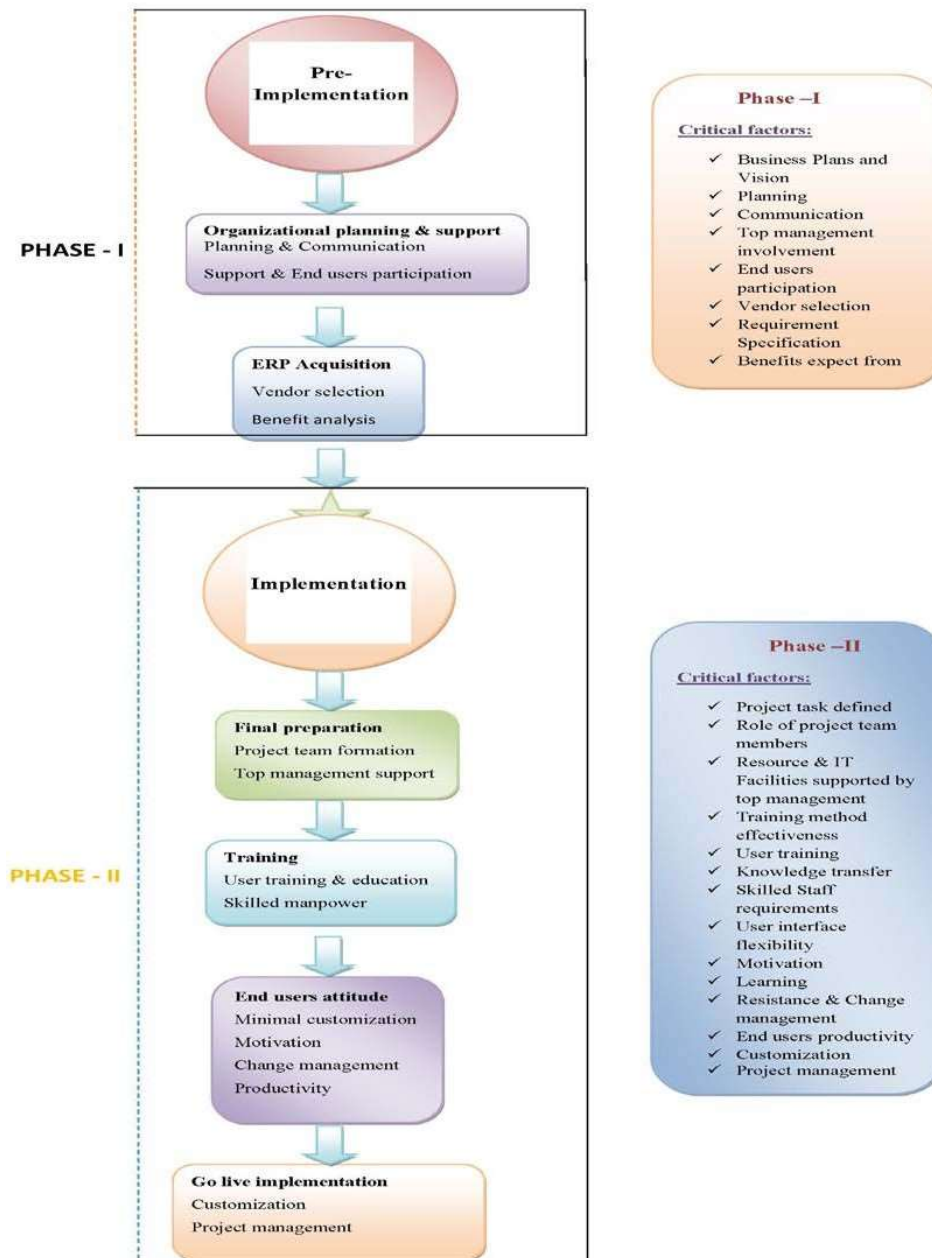 Pre-
Implementation
PHASE - I
Organizational planning & support
Planning & Communication
Support & End users participation
ERP Acquisition
Vendor selection
Benefit analysis
Phase –I
Critical factors:
✓ Business Plans and
Vision
✓ Planning
✓ Communication
✓ Top management
involvement
✓ End users
participation
✓ Vendor selection
✓ Requirement
Specification
✓ Benefits expect from
Implementation
PHASE - II
Final preparation
Project team formation
Top management support
Training
User training & education
Skilled manpower
End users attitude
Minimal customization
Motivation
Change management
Productivity
Go live implementation
Customization
Project management
Phase –II
Critical factors:
✓ Project task defined
✓ Role of project team
members
✓ Resource & IT
Facilities supported by
top management
✓ Training method
effectiveness
✓ User training
✓ Knowledge transfer
✓ Skilled Staff
requirements
✓ User interface
flexibility
✓ Motivation
✓ Learning
✓ Resistance & Change
management
✓ End users productivity
✓ Customization
✓ Project management